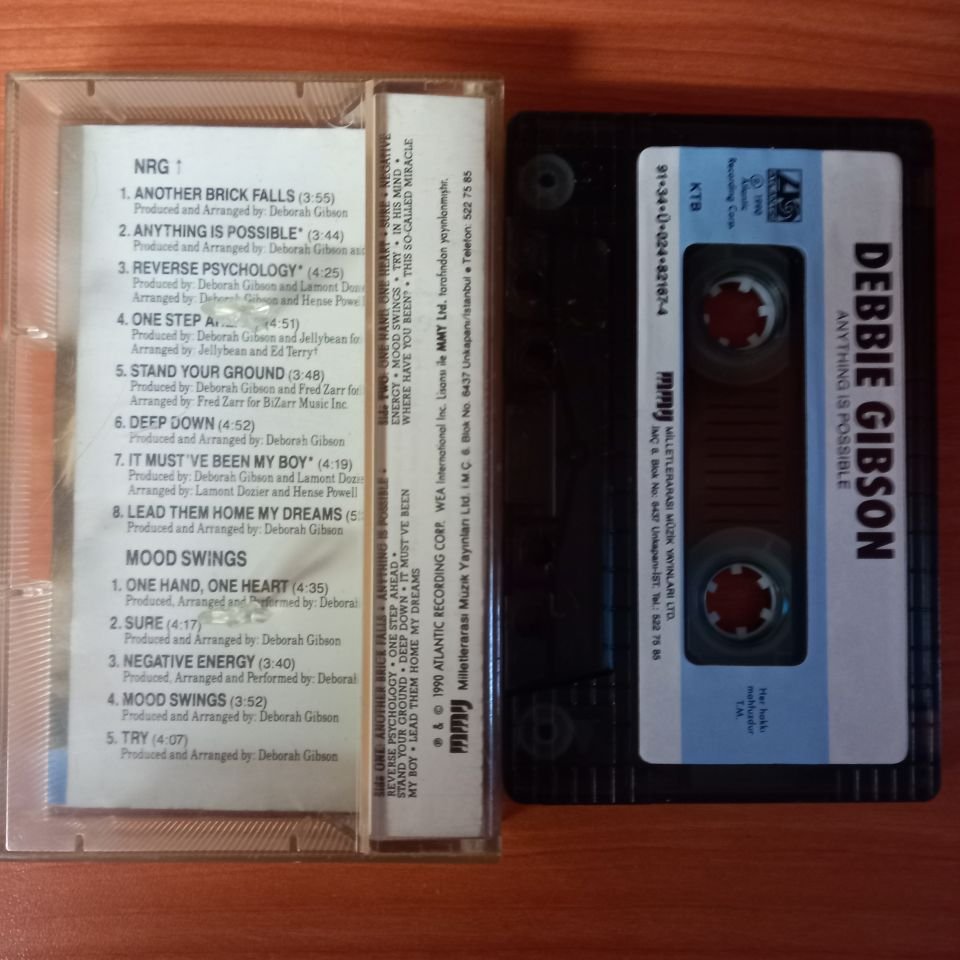 NRG ↑
1. ANOTHER BRICK FALLS (3:55)
Produced and Arranged by: Deborah Gibson
2. ANYTHING IS POSSIBLE* (3:44)
Produced and Arranged by: Deborah Gibson and
3. REVERSE PSYCHOLOGY* (4:25)
Produced by: Deborah Gibson and Lamont
Arranged by: Deborah Gibson and Hense
4. ONE STEP (4:51)
Produced by: Deborah Gibson and Jellybean
Arranged by: Jellybean and Ed Terry†
5. STAND YOUR GROUND (3:48)
Produced by: Deborah Gibson and Fred Zarr
Arranged by: Fred Zarr for BiZarr Music Inc.
6. DEEP DOWN (4:52)
Produced and Arranged by: Deborah Gibson
7. IT MUST'VE BEEN MY BOY* (4:19)
Produced by: Deborah Gibson and Lamont
Arranged by: Lamont Dozier and Hense Powell
8. LEAD THEM HOME MY DREAMS (5:
Produced and Arranged by: Deborah Gibson
MOOD SWINGS
1. ONE HAND, ONE HEART (4:35)
Produced, Arranged and Performed by:
2. SURE (4:17)
Produced and Arranged by: Deborah Gibson
3. NEGATIVE ENERGY (3:40)
Produced, Arranged and Performed by:
4. MOOD SWINGS (3:52)
Produced and Arranged by: Deborah Gibson
5. TRY (4:07)
Produced and Arranged by: Deborah Gibson
Side ONE: ANOTHER BRICK FALLS • ANYTHING IS POSSIBLE •
REVERSE PSYCHOLOGY • ONE STEP AHEAD •
STAND YOUR GROUND • DEEP DOWN • IT MUST'VE BEEN
MY BOY • LEAD THEM HOME MY DREAMS
Side TWO: ONE HAND, ONE HEART • SURE • NEGATIVE
ENERGY • MOOD SWINGS • TRY • IN HIS MIND •
WHERE HAVE YOU BEEN? • THIS SO-CALLED MIRACLE
℗ & © 1990 ATLANTIC RECORDING CORP. WEA International Inc. Lisansı ile MMY Ltd. tarafından yayınlanmıştır.
mmy Milletlerarası Müzik Yayınları Ltd. İ.M.Ç. 6. Blok No. 6437 Unkapanı/İstanbul • Telefon: 522 75 85
DEBBIE GIBSON
ANYTHING IS POSSIBLE
ATLANTIC
℗ 1990
Atlantic
Recording Corp.
KTB
91•34•Ü•024•82167-4
mmy MİLLETLERARASI MÜZİK YAYINLARI LTD.
İMÇ 6. Blok No: 6437 Unkapanı-İST. Tel.: 522 75 85
Her hakkı
mahfuzdur
T.M.